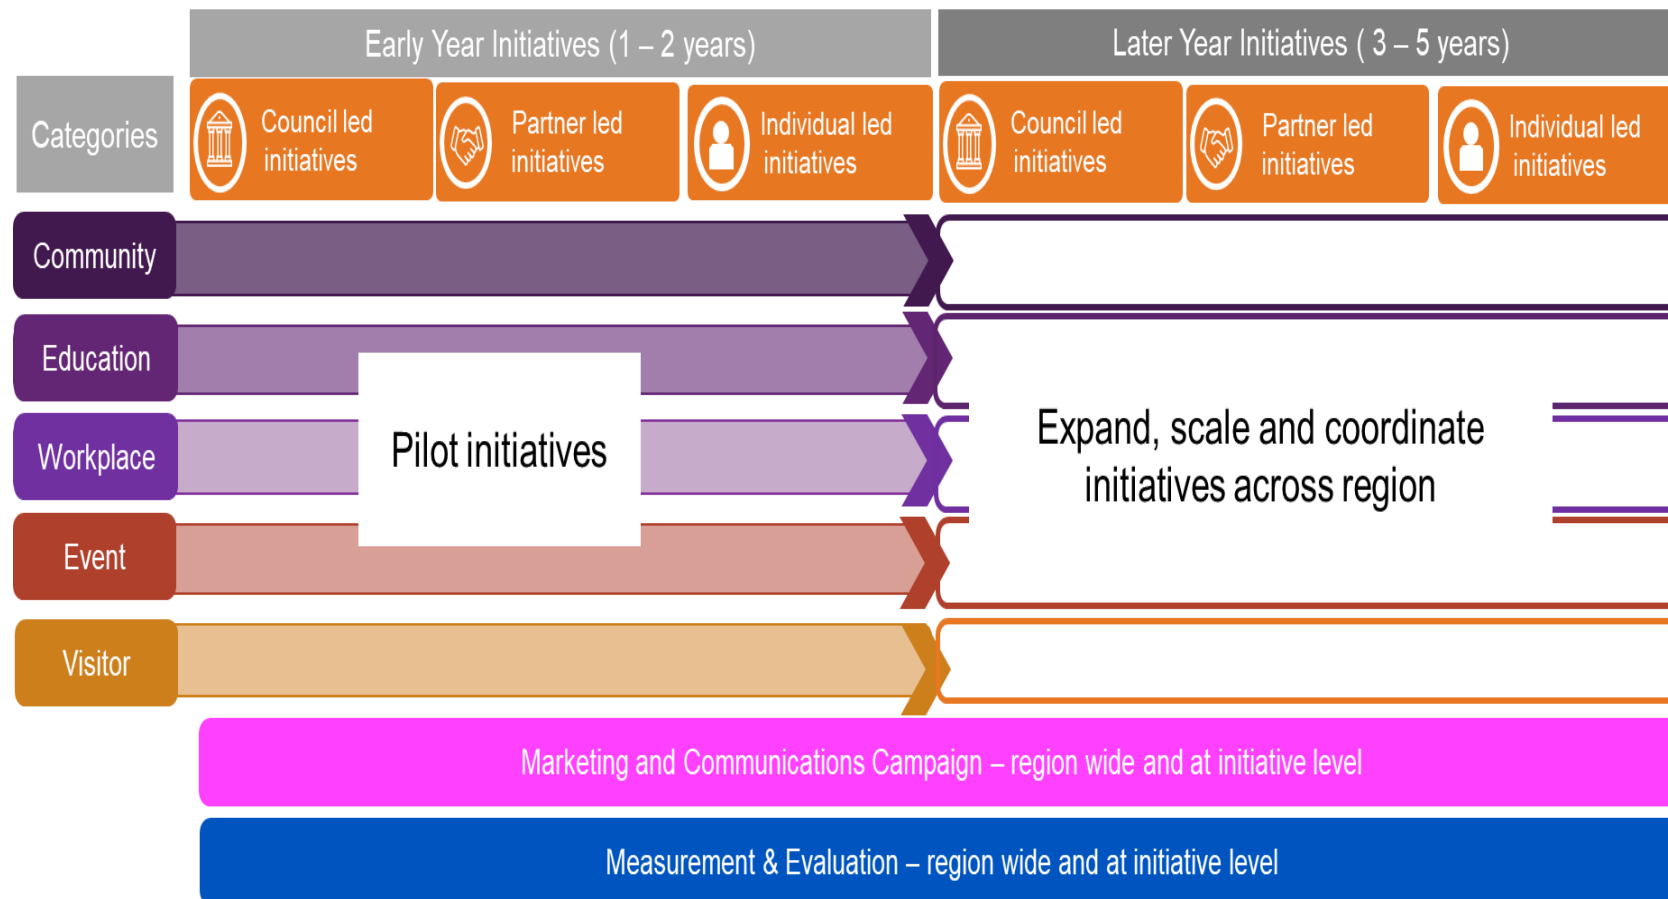 Early Year Initiatives (1 – 2 years)
Later Year Initiatives ( 3 – 5 years)
Categories
Council led
initiatives
Partner led
initiatives
Individual led
initiatives
Council led
initiatives
Partner led
initiatives
Individual led
initiatives
Community
Education
Workplace
Event
Visitor
Pilot initiatives
Expand, scale and coordinate
initiatives across region
Marketing and Communications Campaign – region wide and at initiative level
Measurement & Evaluation – region wide and at initiative level